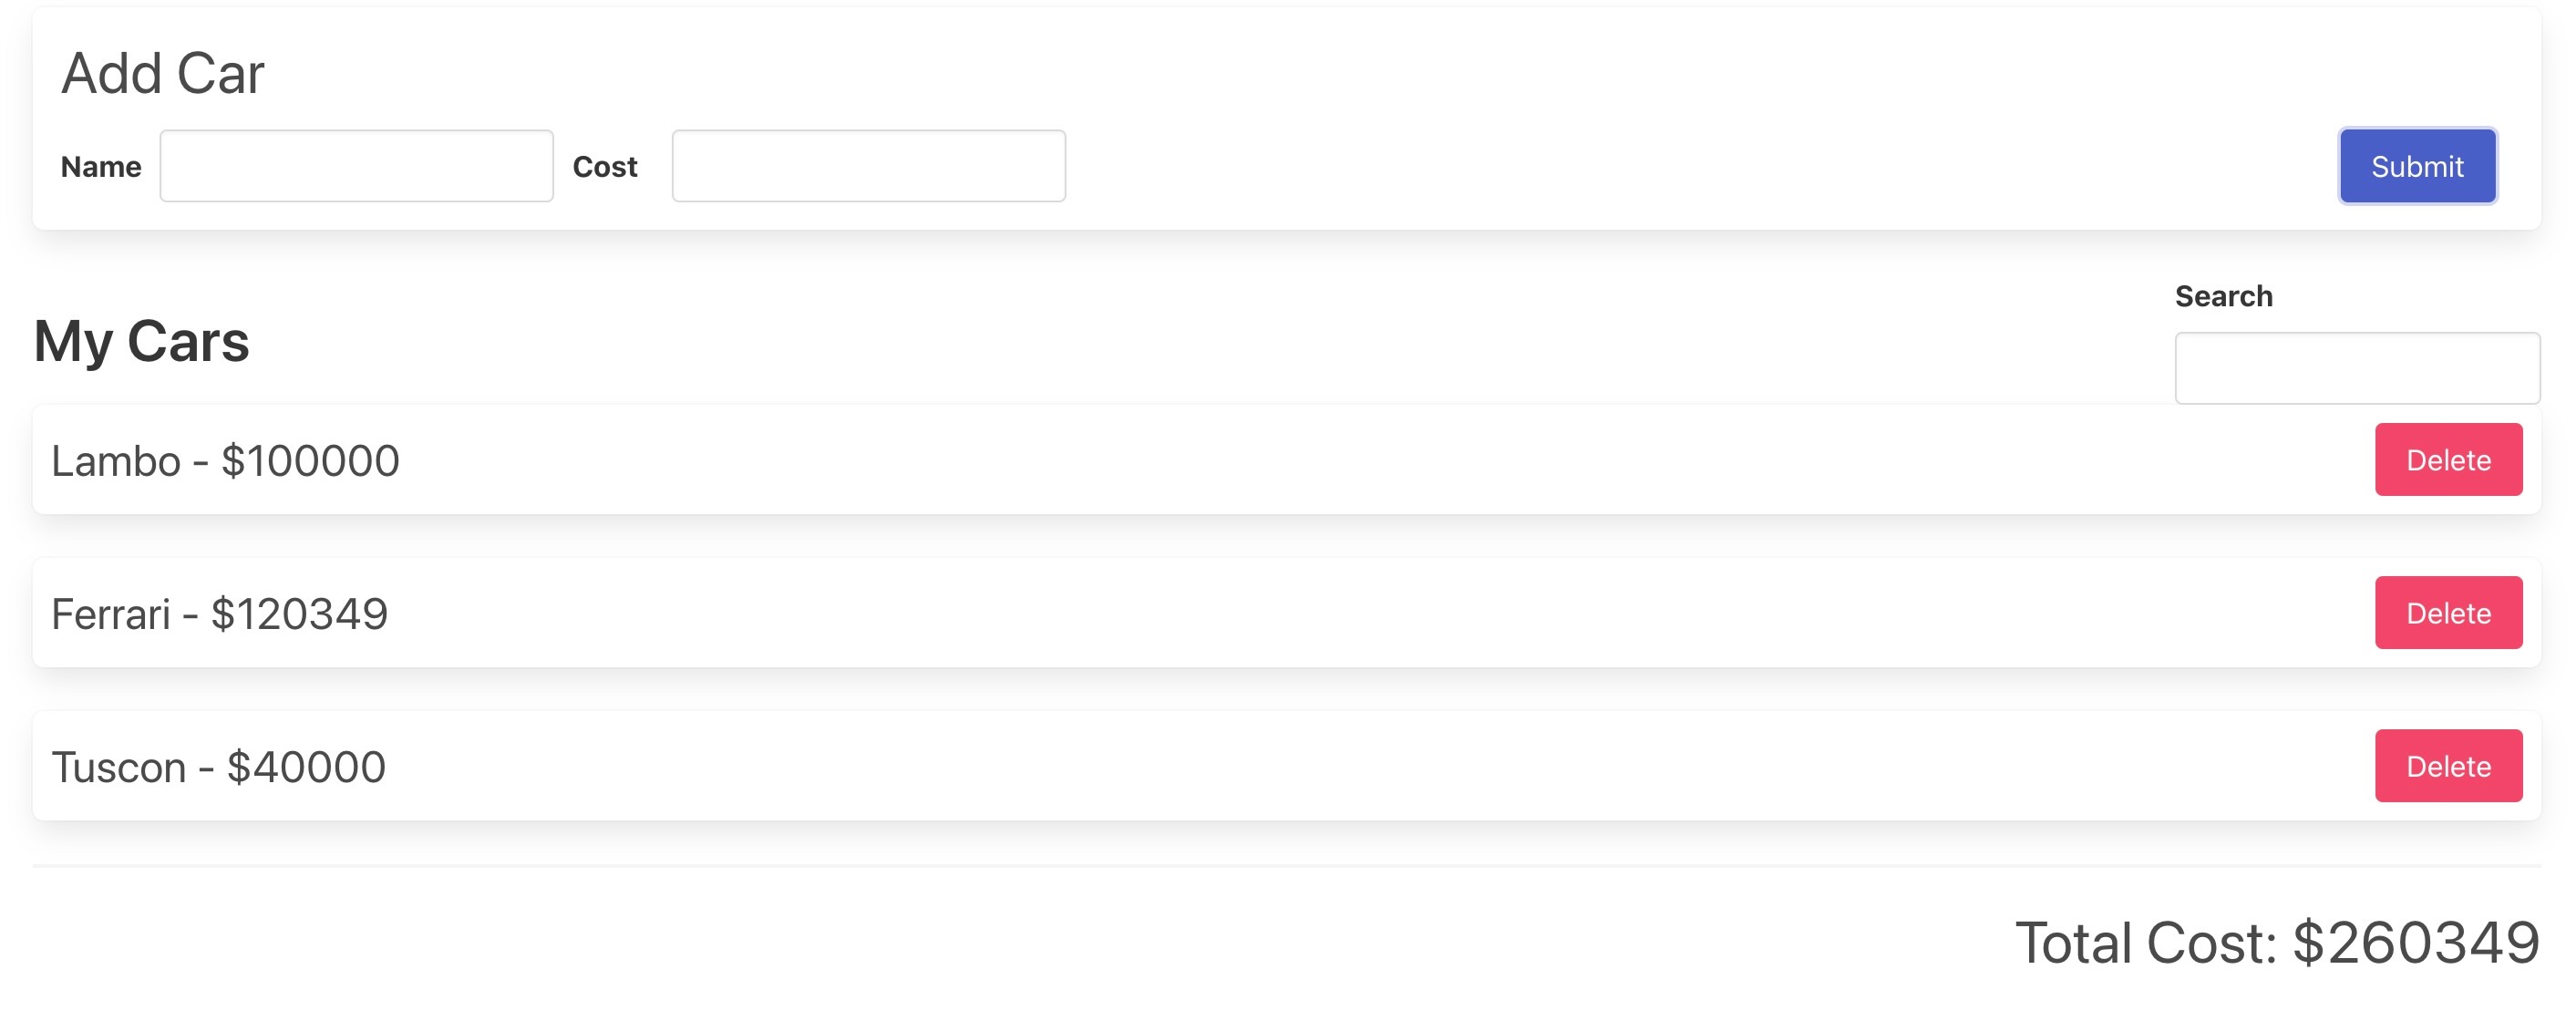 Add Car
Name Cost Submit
Search
My Cars
Lambo - $100000 Delete
Ferrari - $120349 Delete
Tuscon - $40000 Delete
Total Cost: $260349